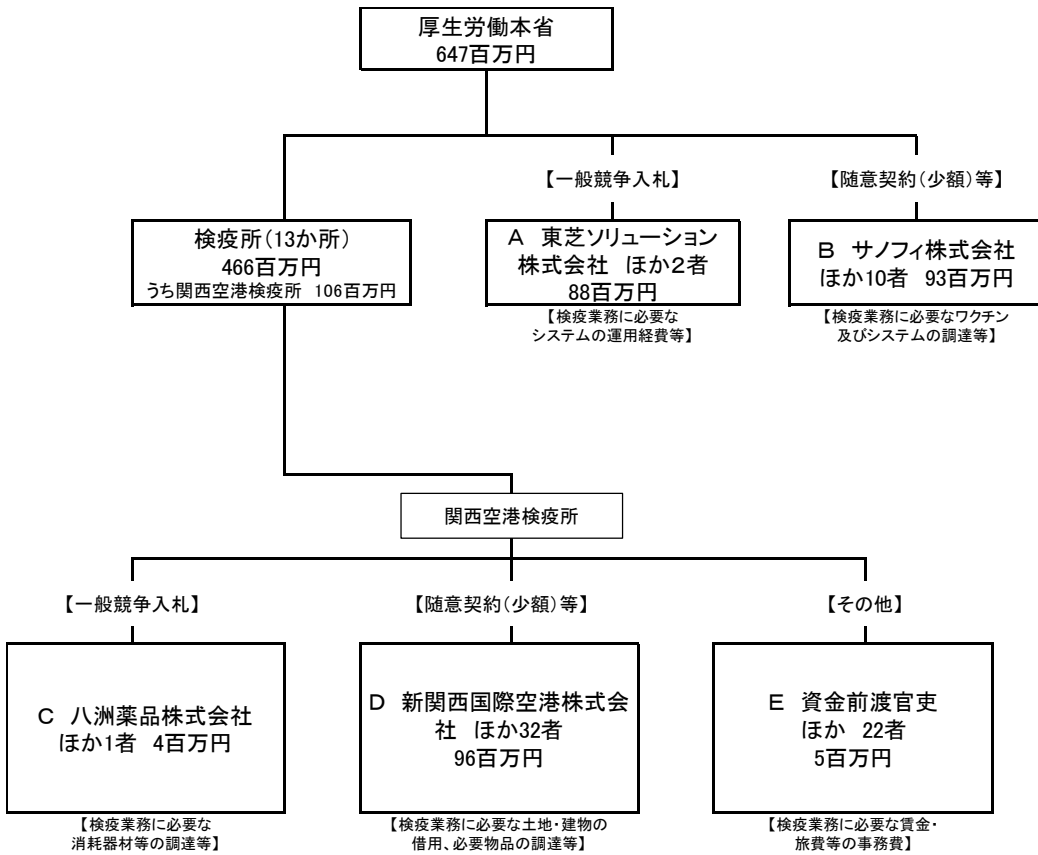 厚生労働本省
647百万円
【一般競争入札】
【随意契約(少額)等】
検疫所(13か所)
466百万円
うち関西空港検疫所 106百万円
A 東芝ソリューション
株式会社 ほか2者
88百万円
B サノフィ株式会社
ほか10者 93百万円
【検疫業務に必要な
システムの運用経費等】
【検疫業務に必要なワクチン
及びシステムの調達等】
関西空港検疫所
【一般競争入札】
【随意契約(少額)等】
【その他】
C 八洲薬品株式会社
ほか1者 4百万円
D 新関西国際空港株式会
社 ほか32者
96百万円
E 資金前渡官吏
ほか 22者
5百万円
【検疫業務に必要な
消耗器材等の調達等】
【検疫業務に必要な土地・建物の
借用、必要物品の調達等】
【検疫業務に必要な賃金・
旅費等の事務費】